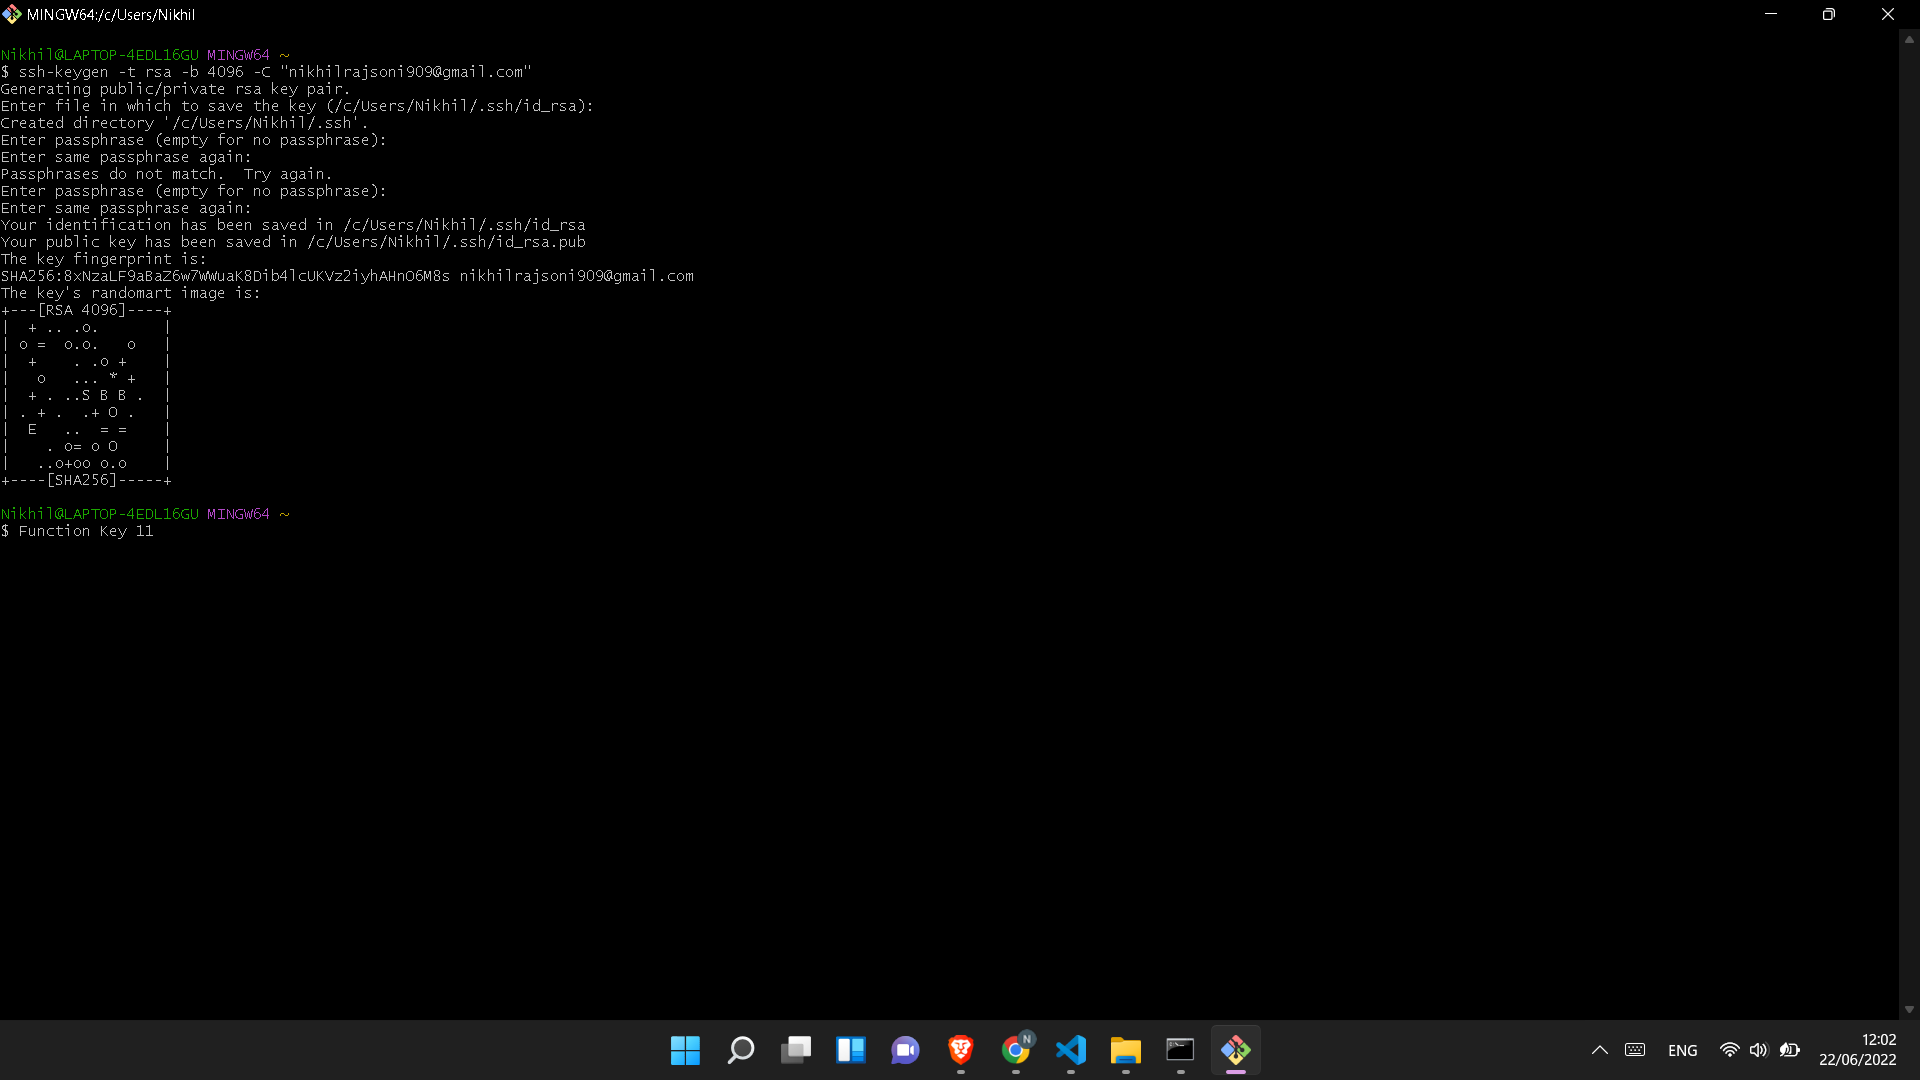 MINGW64:/c/Users/Nikhil
Nikhil@LAPTOP-4EDL16GU MINGW64 ~
$ ssh-keygen -t rsa -b 4096 -C "nikhilrajsoni909@gmail.com"
Generating public/private rsa key pair.
Enter file in which to save the key (/c/Users/Nikhil/.ssh/id_rsa):
Created directory '/c/Users/Nikhil/.ssh'.
Enter passphrase (empty for no passphrase):
Enter same passphrase again:
Passphrases do not match.  Try again.
Enter passphrase (empty for no passphrase):
Enter same passphrase again:
Your identification has been saved in /c/Users/Nikhil/.ssh/id_rsa
Your public key has been saved in /c/Users/Nikhil/.ssh/id_rsa.pub
The key fingerprint is:
SHA256:8xNzaLF9aBaZ6w7WWuaK8Dib4lcUKVz2iyhAHnO6M8s nikhilrajsoni909@gmail.com
The key's randomart image is:
+---[RSA 4096]----+
|  + .. .o.       |
| o =  o.o.   o   |
|  +    . .o +    |
|   o   ... * +   |
|  + . ..S B B .  |
| . + .  .+ O .   |
|  E   ..  = =    |
|    . o= o O     |
|   ..o+oo o.o    |
+----[SHA256]-----+
Nikhil@LAPTOP-4EDL16GU MINGW64 ~
$ Function Key 11
N
ENG
12:02
22/06/2022